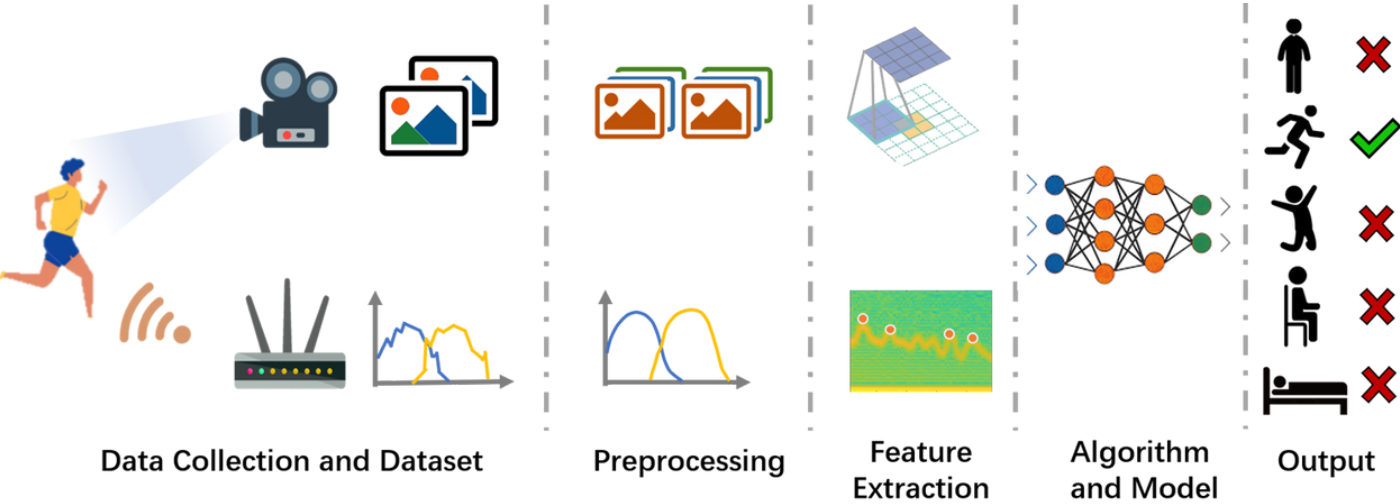 Data Collection and Dataset
Preprocessing
Feature
Extraction
Algorithm
and Model
Output